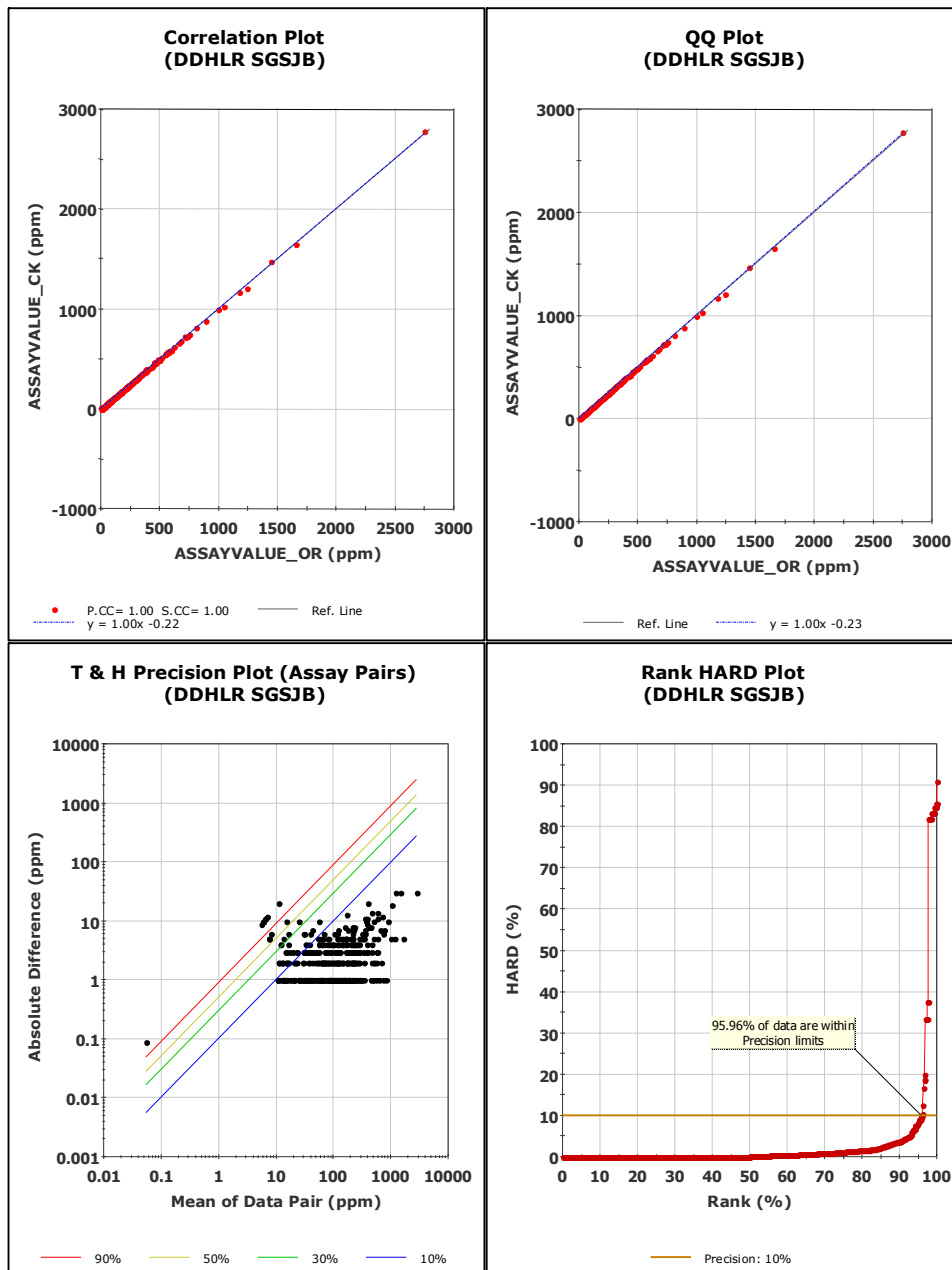 Correlation Plot
(DDHLR SGSJB)
3000
2000
1000
0
-1000
0 500 1000 1500 2000 2500 3000
ASSAYVALUE_CK (ppm)
ASSAYVALUE_OR (ppm)
P.CC= 1.00 S.CC= 1.00 Ref. Line
y = 1.00x -0.22
QQ Plot
(DDHLR SGSJB)
3000
2000
1000
0
-1000
0 500 1000 1500 2000 2500 3000
ASSAYVALUE_CK (ppm)
ASSAYVALUE_OR (ppm)
Ref. Line y = 1.00x -0.23
T & H Precision Plot (Assay Pairs)
(DDHLR SGSJB)
10000
1000
100
10
1
0.1
0.01
0.001
0.01 0.1 1 10 100 1000 10000
Absolute Difference (ppm)
Mean of Data Pair (ppm)
90% 50% 30% 10%
Rank HARD Plot
(DDHLR SGSJB)
100
90
80
70
60
50
40
30
20
10
0
0 10 20 30 40 50 60 70 80 90 100
HARD (%)
Rank (%)
95.96% of data are within
Precision limits
Precision: 10%